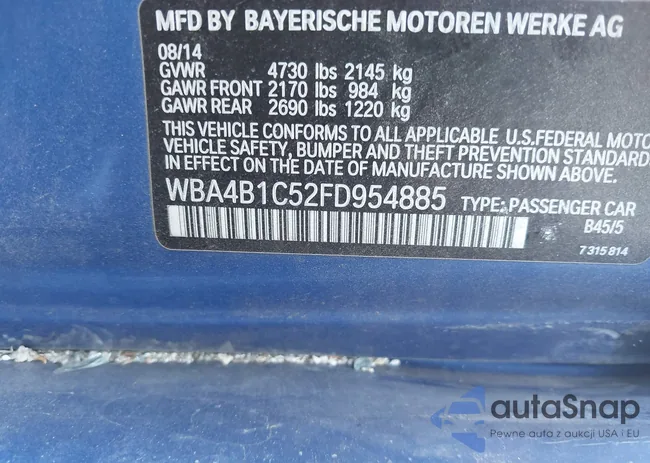 MFD BY BAYERISCHE MOTOREN WERKE AG
08/14
GVWR 4730 lbs 2145 kg
GAWR FRONT 2170 lbs 984 kg
GAWR REAR 2690 lbs 1220 kg
THIS VEHICLE CONFORMS TO ALL APPLICABLE U.S.FEDERAL MOTO
VEHICLE SAFETY, BUMPER AND THEFT PREVENTION STANDARD
IN EFFECT ON THE DATE OF MANUFACTURE SHOWN ABOVE.
WBA4B1C52FD954885 TYPE: PASSENGER CAR
B45/5
7315814
autaSnap
Pewne auta z aukcji USA i EU